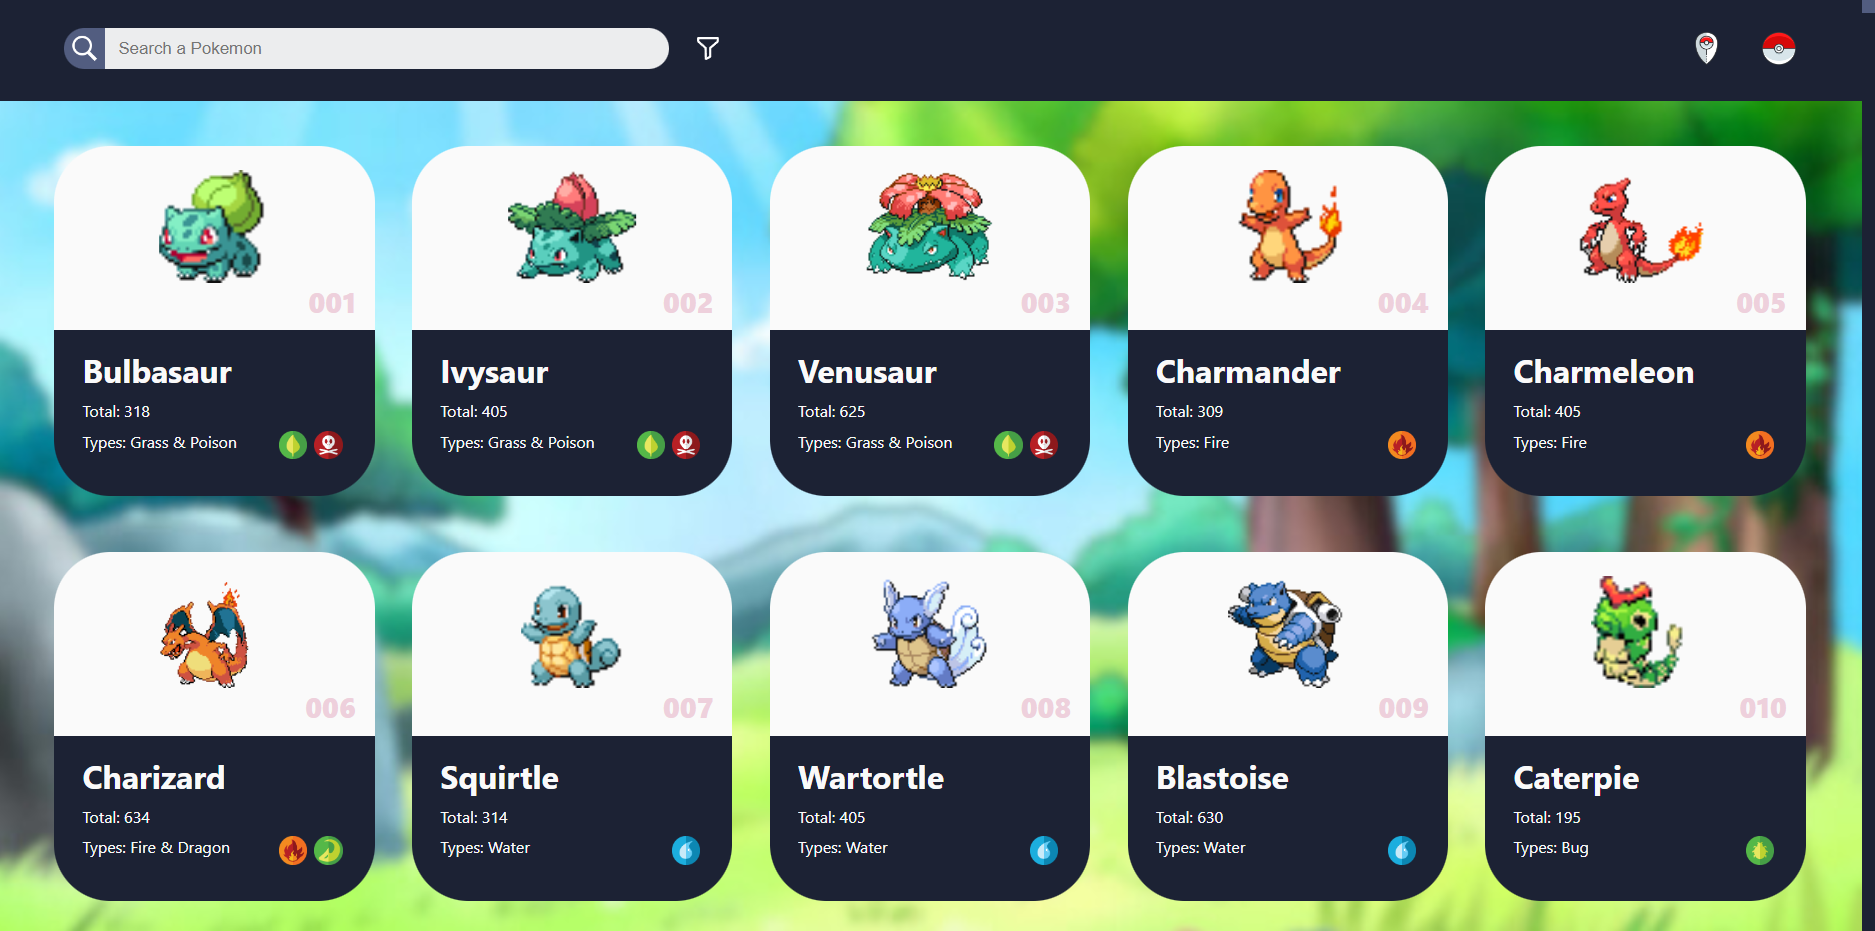 Search a Pokemon
001
Bulbasaur
Total: 318
Types: Grass & Poison
002
Ivysaur
Total: 405
Types: Grass & Poison
003
Venusaur
Total: 625
Types: Grass & Poison
004
Charmander
Total: 309
Types: Fire
005
Charmeleon
Total: 405
Types: Fire
006
Charizard
Total: 634
Types: Fire & Dragon
007
Squirtle
Total: 314
Types: Water
008
Wartortle
Total: 405
Types: Water
009
Blastoise
Total: 630
Types: Water
010
Caterpie
Total: 195
Types: Bug